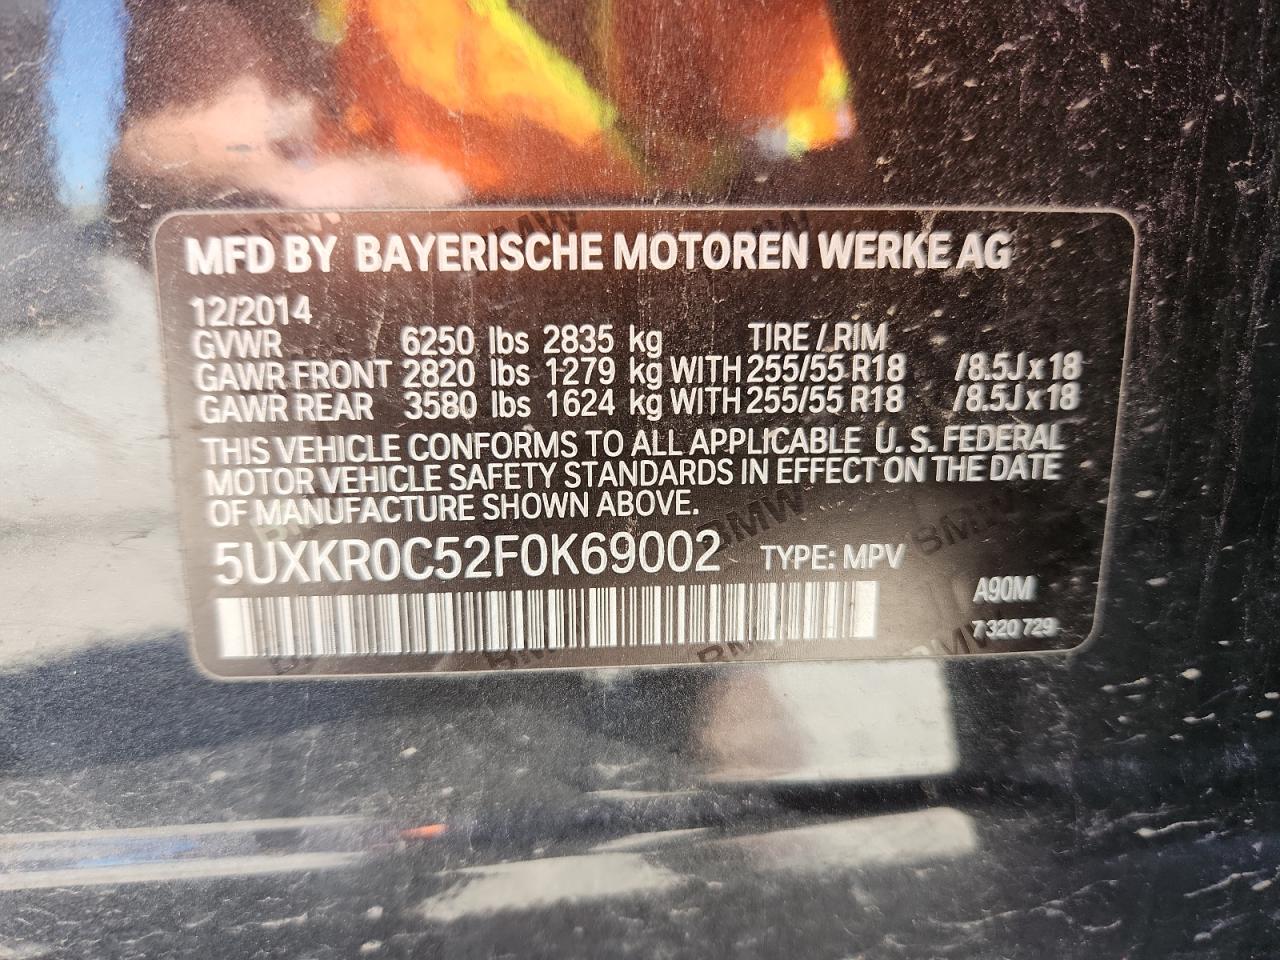 MFD BY BAYERISCHE MOTOREN WERKE AG
12/2014
GVWR 6250 lbs 2835 kg TIRE / RIM
GAWR FRONT 2820 lbs 1279 kg WITH 255/55 R18 /8.5J x 18
GAWR REAR 3580 lbs 1624 kg WITH 255/55 R18 /8.5J x 18
THIS VEHICLE CONFORMS TO ALL APPLICABLE U. S. FEDERAL
MOTOR VEHICLE SAFETY STANDARDS IN EFFECT ON THE DATE
OF MANUFACTURE SHOWN ABOVE.
5UXKR0C52F0K69002 TYPE: MPV
A90M
7 320 729